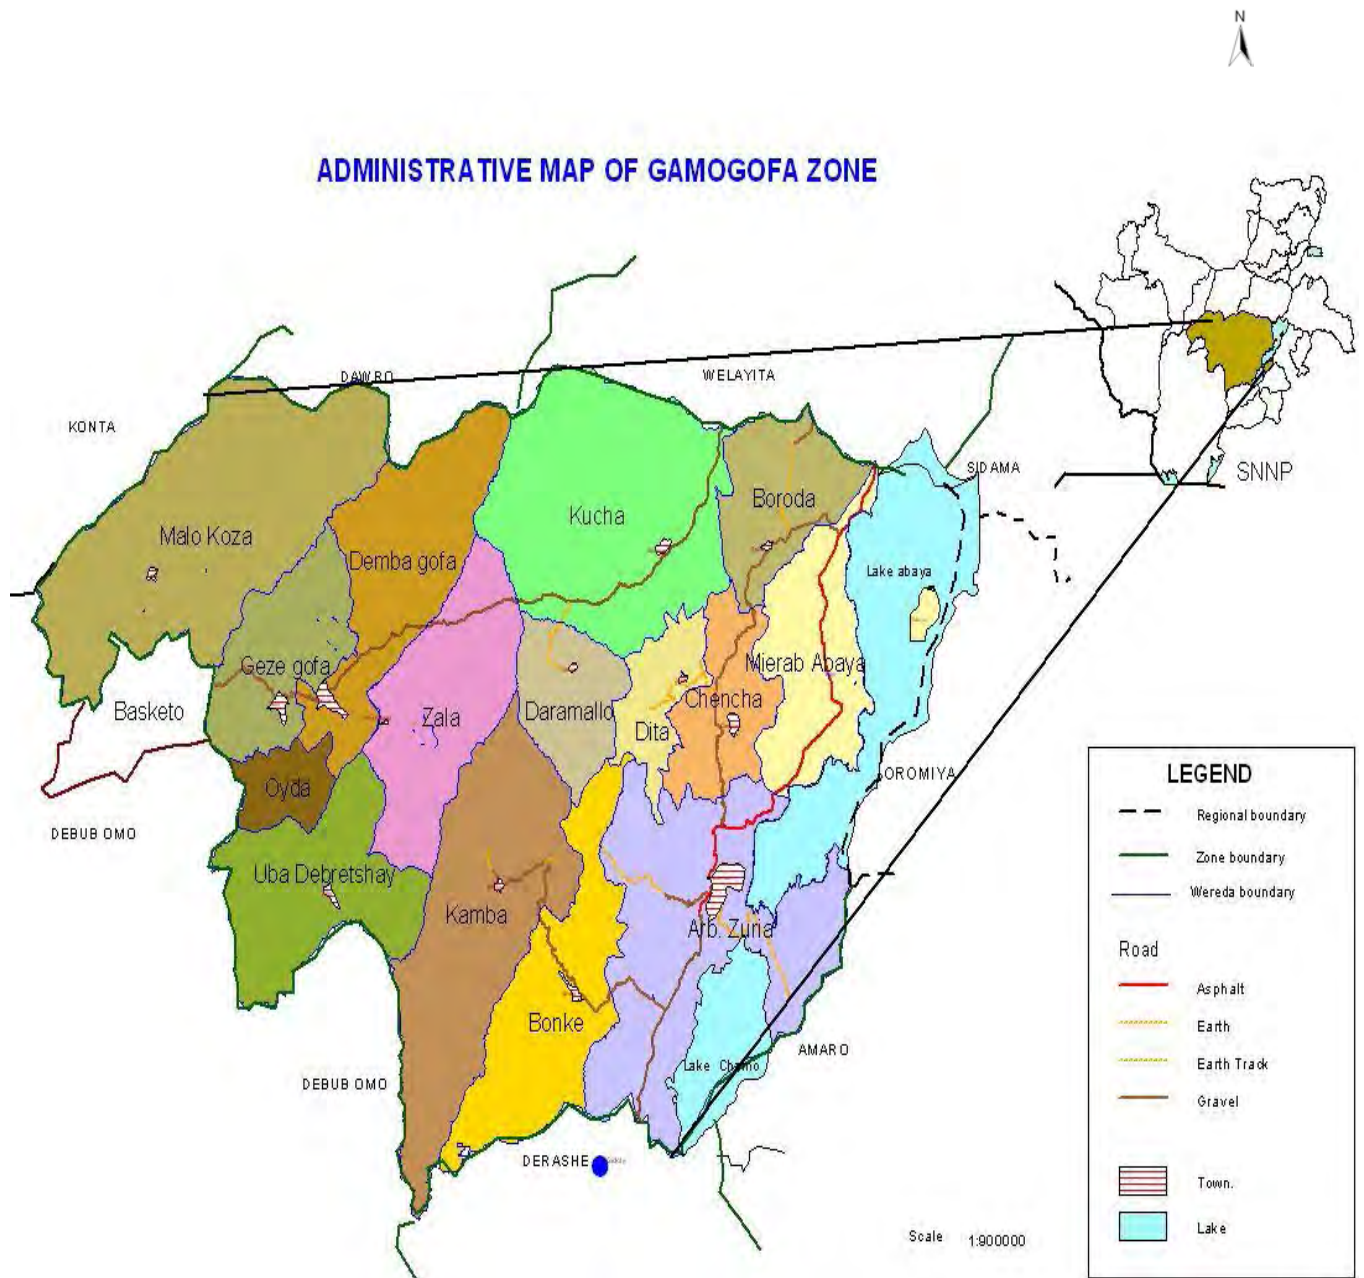 N
ADMINISTRATIVE MAP OF GAMOGOFA ZONE
DAWRO
WELAYITA
KONTA
SIDAMA
SNNP
Boroda
Kucha
Malo Koza
Demba gofa
Lake abaya
Geze gofa
Mierab Abaya
Chencha
Basketo
Zala
Daramallo
Dita
OROMIYA
Oyda
DEBUB OMO
Uba Debretshay
Kamba
Arb. Zuria
Bonke
AMARO
Lake Chamo
DEBUB OMO
DERASHE
Scale 1:900000
LEGEND
Regional boundary
Zone boundary
Wereda boundary
Road
Asphalt
Earth
Earth Track
Gravel
Town.
Lake